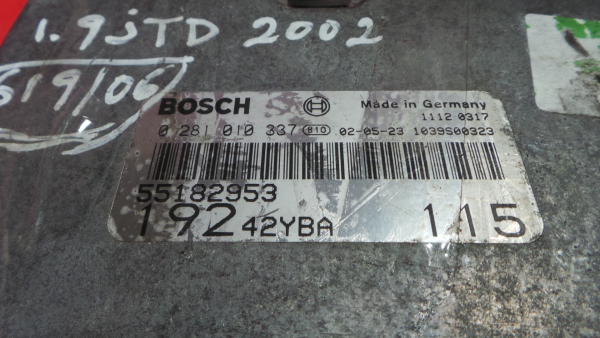 1.9jTD 2002
619/06
BOSCH Made in Germany
1112 0317
0 281 010 337 B10 02-05-23 1039S00323
55182953
192 42YBA 115